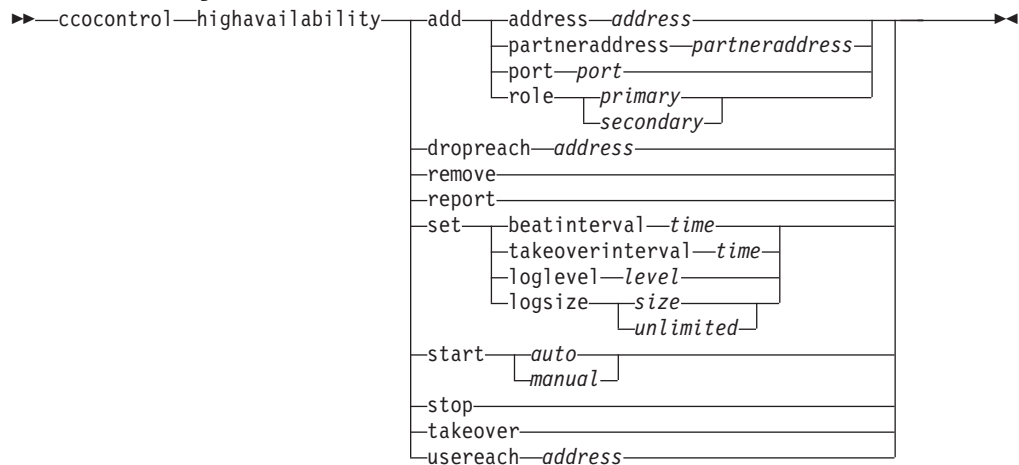 ccocontrol highavailability add address address
partneraddress partneraddress
port port
role primary
secondary
dropreach address
remove
report
set beatinterval time
takeoverinterval time
loglevel level
logsize size
unlimited
start auto
manual
stop
takeover
usereach address